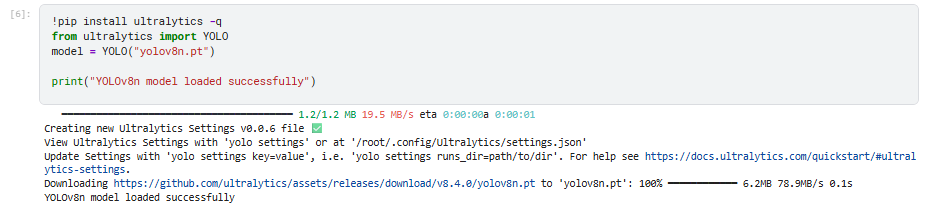 [6]:
!pip install ultralytics -q
from ultralytics import YOLO
model = YOLO("yolov8n.pt")
print("YOLOv8n model loaded successfully")
1.2/1.2 MB 19.5 MB/s eta 0:00:00a 0:00:01
Creating new Ultralytics Settings v0.0.6 file ✅
View Ultralytics Settings with 'yolo settings' or at '/root/.config/Ultralytics/settings.json'
Update Settings with 'yolo settings key=value', i.e. 'yolo settings runs_dir=path/to/dir'. For help see https://docs.ultralytics.com/quickstart/#ultral
ytics-settings.
Downloading https://github.com/ultralytics/assets/releases/download/v8.4.0/yolov8n.pt to 'yolov8n.pt': 100% ━━━━━━━━━━━━ 6.2MB 78.9MB/s 0.1s
YOLOv8n model loaded successfully